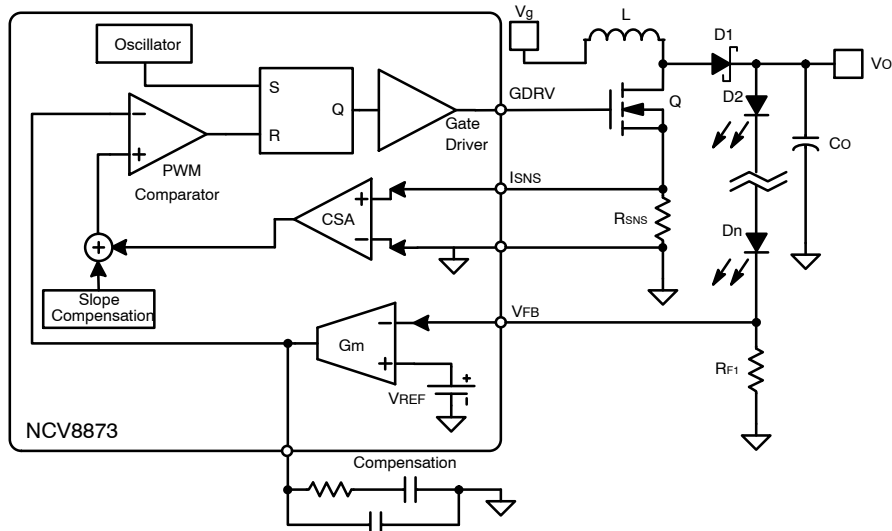 Oscillator
S
Q
R
PWM
Comparator
Gate
Driver
GDRV
Vg
L
D1
VO
Q
D2
CO
ISNS
CSA
+
−
RSNS
Dn
+
Slope
Compensation
VFB
Gm
−
+
VREF
+
RF1
NCV8873
Compensation